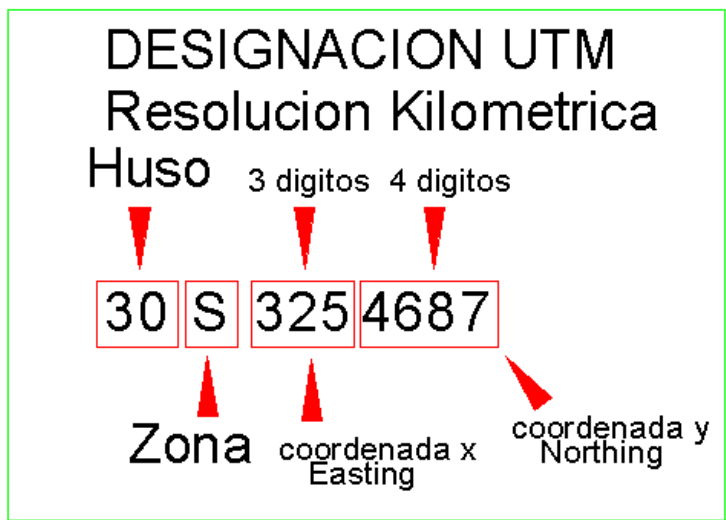 DESIGNACION UTM
Resolucion Kilometrica
Huso 3 digitos 4 digitos
30 S 325 4687
Zona coordenada x
Easting
coordenada y
Northing